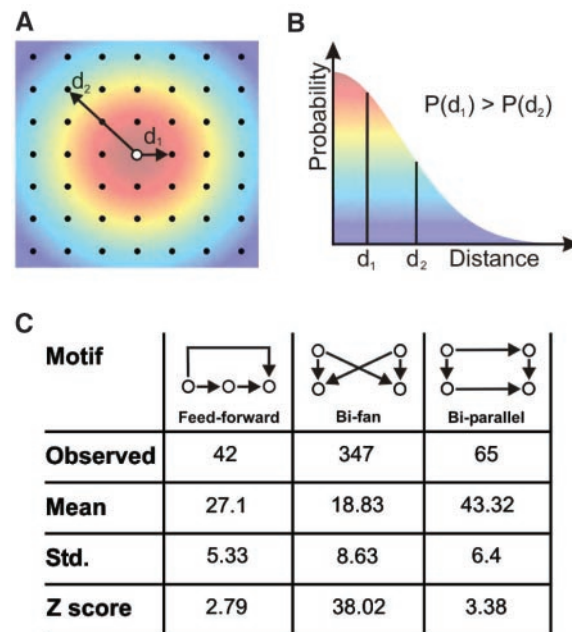 A
d₂
d₁
B
Probability
P(d₁) > P(d₂)
d₁ d₂ Distance
C
Motif
Feed-forward Bi-fan Bi-parallel
Observed 42 347 65
Mean 27.1 18.83 43.32
Std. 5.33 8.63 6.4
Z score 2.79 38.02 3.38